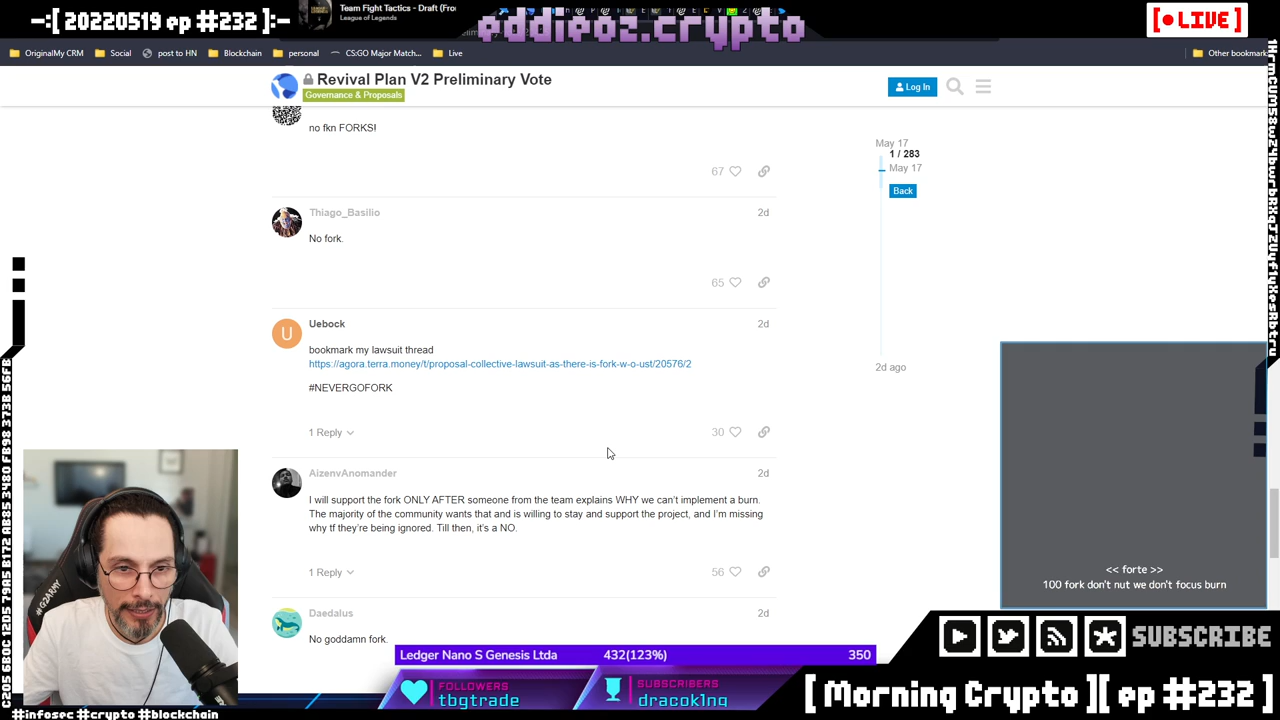 -:[ 20220519 ep #232 ]:-
Team Fight Tactics - Draft (Fro
League of Legends
eddieoz.crypto
[● LIVE]
OriginalMy CRM
Social
post to HN
Blockchain
personal
CS:GO Major Match...
Live
Other bookmark
Revival Plan V2 Preliminary Vote
Governance & Proposals
Log In
no fkn FORKS!
67
May 17
1 / 283
May 17
Back
2d ago
Thiago_Basilio
2d
No fork.
65
U
Uebock
2d
bookmark my lawsuit thread
https://agora.terra.money/t/proposal-collective-lawsuit-as-there-is-fork-w-o-ust/20576/2
#NEVERGOFORK
1 Reply
30
AizenvAnomander
2d
I will support the fork ONLY AFTER someone from the team explains WHY we can't implement a burn.
The majority of the community wants that and is willing to stay and support the project, and I'm missing
why tf they're being ignored. Till then, it's a NO.
1 Reply
56
Daedalus
2d
No goddamn fork.
<< forte >>
100 fork don't nut we don't focus burn
Ledger Nano S Genesis Ltda
432(123%)
350
FOLLOWERS
tbgtrade
SUBSCRIBERS
dracok1ng
SUBSCRIBE
[ Morning Crypto ][ ep #232 ]
#infosec #crypto #blockchain